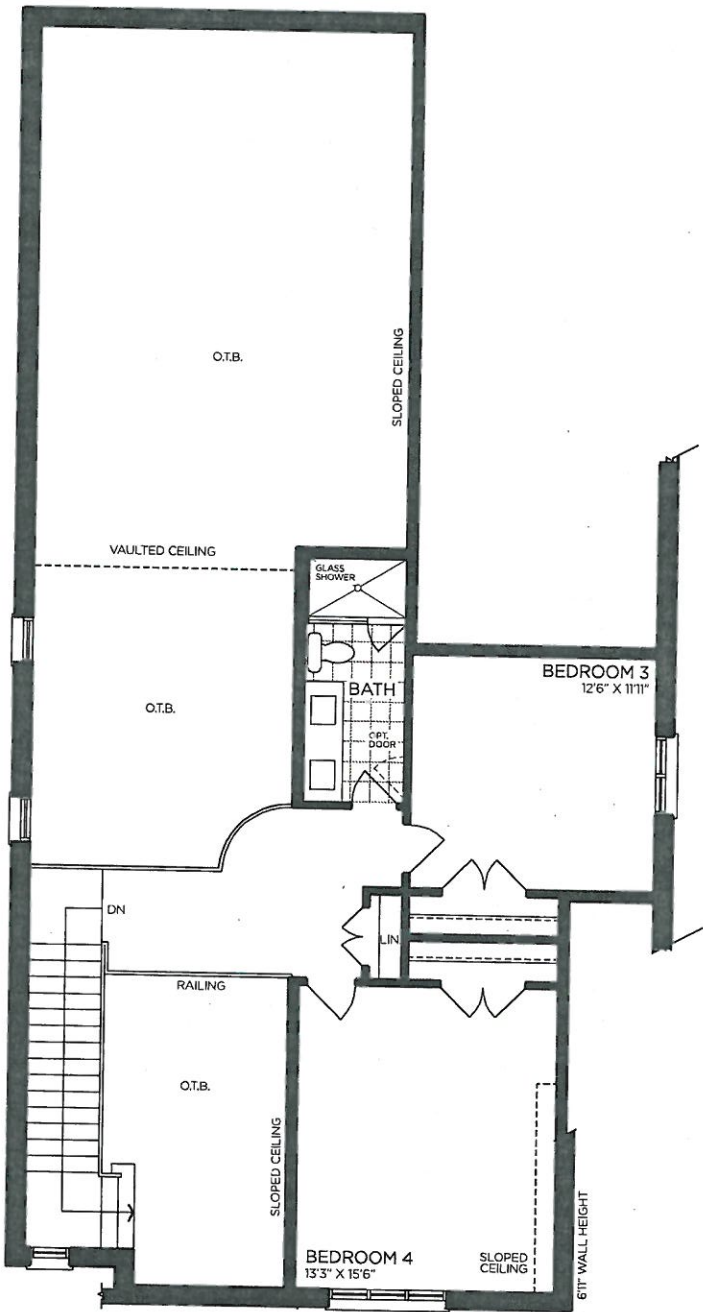 O.T.B.
SLOPED CEILING
VAULTED CEILING
GLASS
SHOWER
BATH
OPT.
DOOR
BEDROOM 3
12'6" X 11'11"
O.T.B.
DN
LIN
RAILING
O.T.B.
SLOPED CEILING
BEDROOM 4
13'3" X 15'6"
SLOPED
CEILING
6'11" WALL HEIGHT